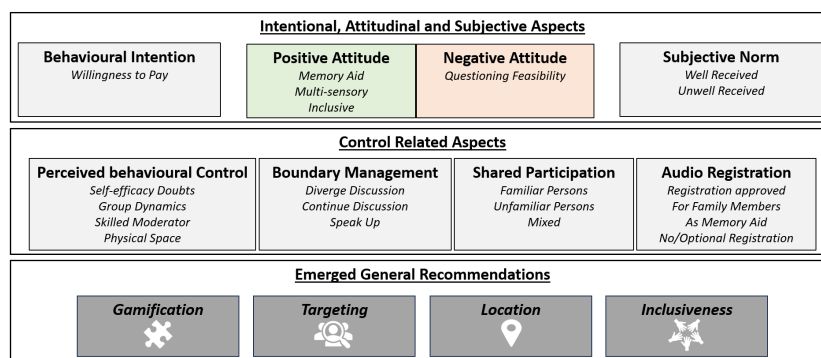 Intentional, Attitudinal and Subjective Aspects
Behavioural Intention
Willingness to Pay
Positive Attitude
Memory Aid
Multi-sensory
Inclusive
Negative Attitude
Questioning Feasibility
Subjective Norm
Well Received
Unwell Received
Control Related Aspects
Perceived behavioural Control
Self-efficacy Doubts
Group Dynamics
Skilled Moderator
Physical Space
Boundary Management
Diverge Discussion
Continue Discussion
Speak Up
Shared Participation
Familiar Persons
Unfamiliar Persons
Mixed
Audio Registration
Registration approved
For Family Members
As Memory Aid
No/Optional Registration
Emerged General Recommendations
Gamification
Targeting
Location
Inclusiveness